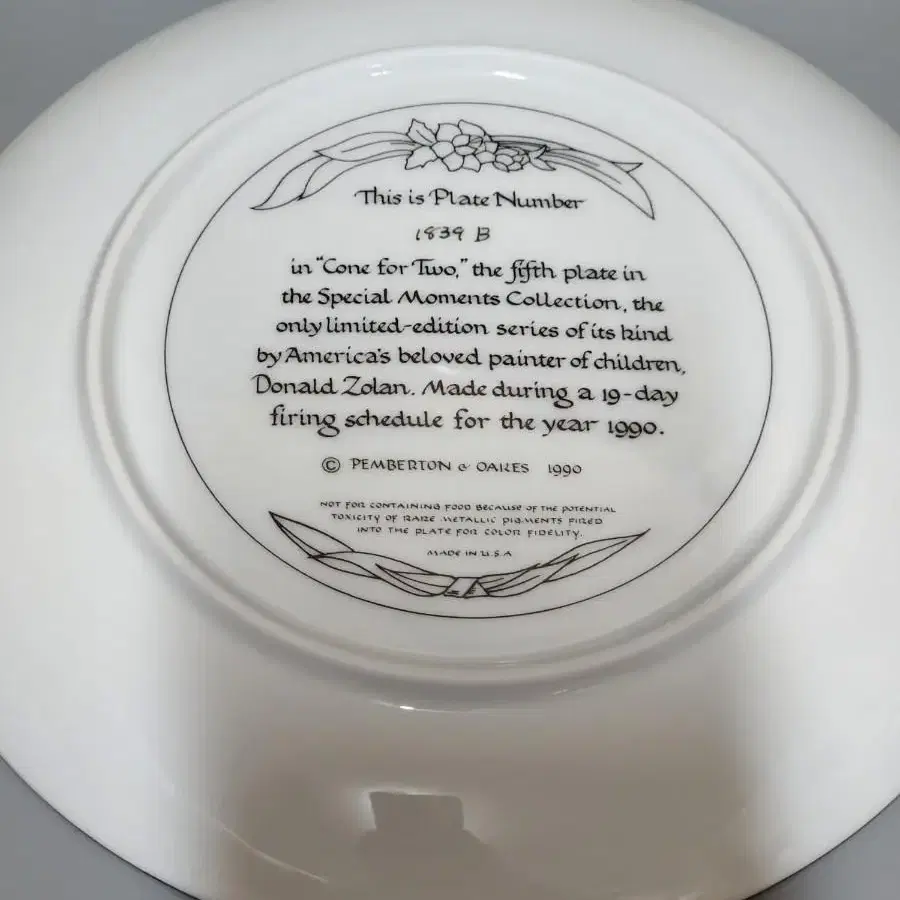 This is Plate Number
1839 B
in "Cone for Two," the fifth plate in
the Special Moments Collection, the
only limited-edition series of its kind
by America's beloved painter of children,
Donald Zolan. Made during a 19-day
firing schedule for the year 1990.
© PEMBERTON & OAKES 1990
NOT FOR CONTAINING FOOD BECAUSE OF THE POTENTIAL
TOXICITY OF RARE METALLIC PIGMENTS FIRED
INTO THE PLATE FOR COLOR FIDELITY.
MADE IN U.S.A